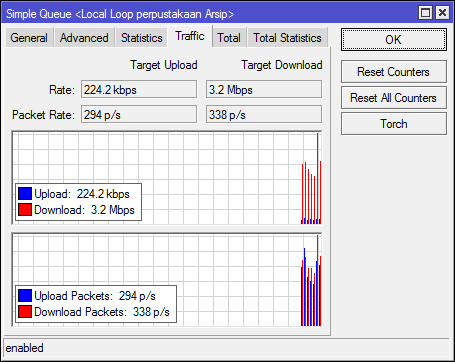 Simple Queue <Local Loop perpustakaan Arsip>
General Advanced Statistics Traffic Total Total Statistics
OK
Reset Counters
Reset All Counters
Torch
Target Upload Target Download
Rate: 224.2 kbps 3.2 Mbps
Packet Rate: 294 p/s 338 p/s
Upload: 224.2 kbps
Download: 3.2 Mbps
Upload Packets: 294 p/s
Download Packets: 338 p/s
enabled